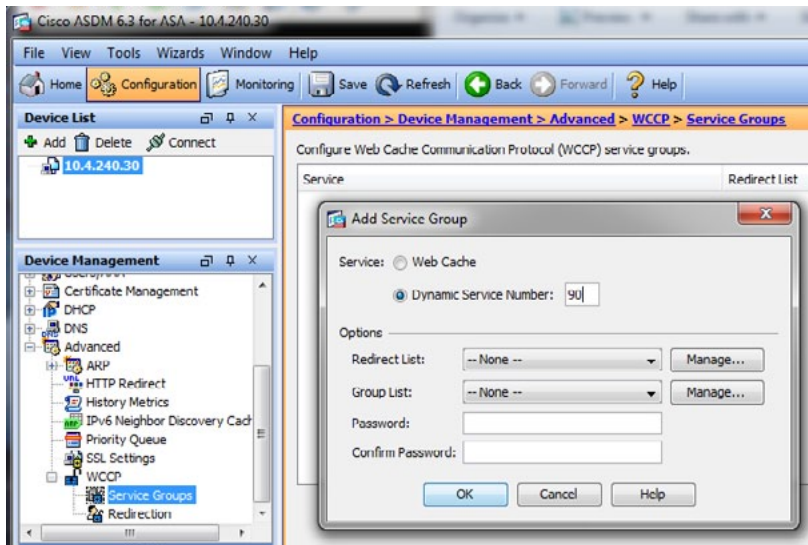 Cisco ASDM 6.3 for ASA - 10.4.240.30
File View Tools Wizards Window Help
Home Configuration Monitoring Save Refresh Back Forward Help
Device List
Add Delete Connect
10.4.240.30
Configuration > Device Management > Advanced > WCCP > Service Groups
Configure Web Cache Communication Protocol (WCCP) service groups.
Service Redirect List
Add Service Group
Service: Web Cache
Dynamic Service Number: 90
Options
Redirect List: -- None -- Manage...
Group List: -- None -- Manage...
Password:
Confirm Password:
OK Cancel Help
Device Management
Certificate Management
DHCP
DNS
Advanced
ARP
HTTP Redirect
History Metrics
IPv6 Neighbor Discovery Cach
Priority Queue
SSL Settings
WCCP
Service Groups
Redirection